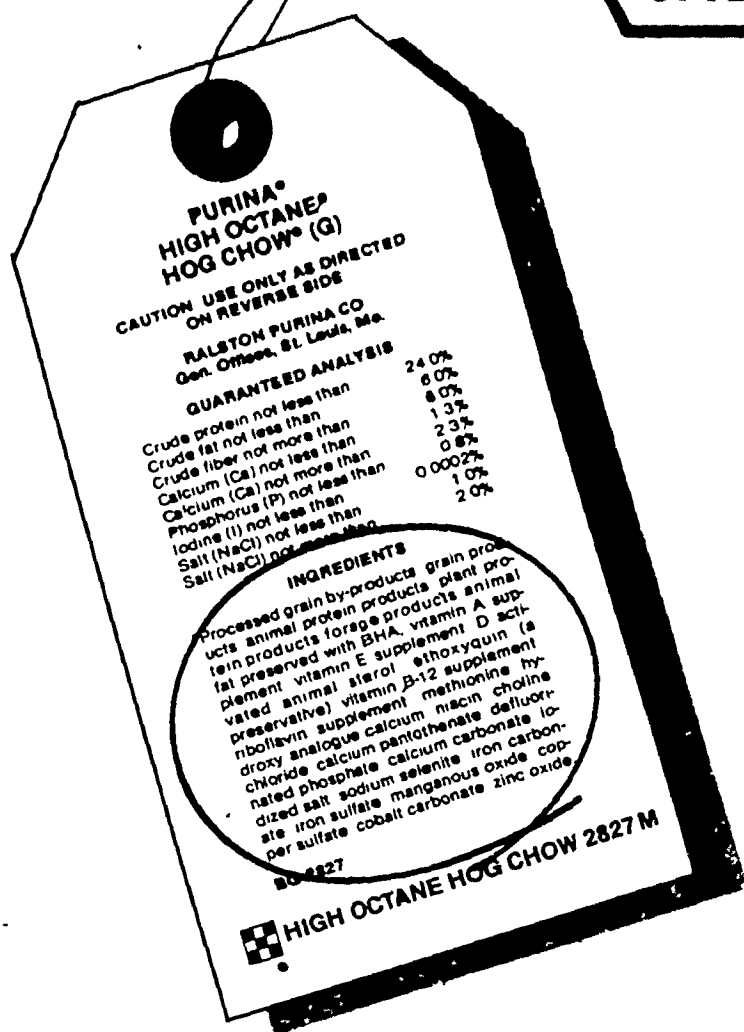 PURINA®
HIGH OCTANE®
HOG CHOW® (G)
CAUTION USE ONLY AS DIRECTED
ON REVERSE SIDE
RALSTON PURINA CO
Gen. Offices, St. Louis, Mo.
GUARANTEED ANALYSIS
Crude protein not less than 24 0%
Crude fat not less than 6 0%
Crude fiber not more than 8 0%
Calcium (Ca) not less than 1 3%
Calcium (Ca) not more than 2 3%
Phosphorus (P) not less than 0 8%
Iodine (I) not less than 0 0002%
Salt (NaCl) not less than 1 0%
Salt (NaCl) not more than 2 0%
INGREDIENTS
Processed grain by-products grain prod-
ucts animal protein products plant pro-
tein products forage products animal
fat preserved with BHA, vitamin A sup-
plement vitamin E supplement D acti-
vated animal sterol ethoxyquin (a
preservative) vitamin B-12 supplement
riboflavin supplement methionine hy-
droxy analogue calcium niacin choline
chloride calcium pantothenate defluori-
nated phosphate calcium carbonate io-
dized salt sodium selenite iron carbon-
ate iron sulfate manganous oxide cop-
per sulfate cobalt carbonate zinc oxide
2827
HIGH OCTANE HOG CHOW 2827 M